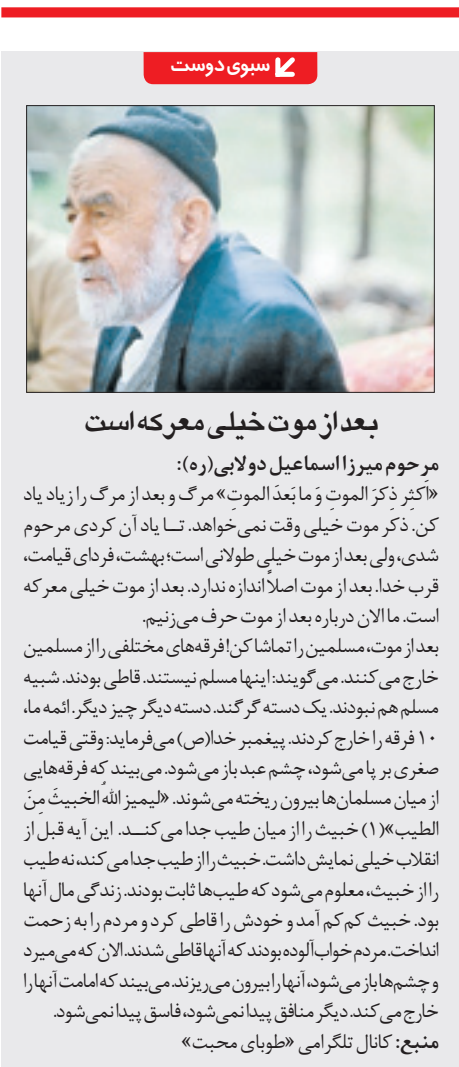 سبوی دوست
بعد از موت خیلی معرکه است
مرحوم میرزا اسماعیل دولابی(ره):
«اَکثِر ذِکرَ الموتِ وَ ما بَعدَ الموتِ» مرگ و بعد از مرگ را زیاد یاد
کن. ذکر موت خیلی وقت نمی‌خواهد. تــا یاد آن کردی مرحوم
شدی، ولی بعد از موت خیلی طولانی است؛ بهشت، فردای قیامت،
قرب خدا. بعد از موت اصلاً اندازه ندارد. بعد از موت خیلی معرکه
است. ما الان درباره بعد از موت حرف می‌زنیم.
بعد از موت، مسلمین را تماشا کن! فرقه‌های مختلفی را از مسلمین
خارج می‌کنند. می‌گویند: اینها مسلم نیستند. قاطی بودند. شبیه
مسلم هم نبودند. یک دسته گرگند. دسته دیگر چیز دیگر. ائمه ما،
۱۰ فرقه را خارج کردند. پیغمبر خدا(ص) می‌فرماید: وقتی قیامت
صغری بر پا می‌شود، چشم عبد باز می‌شود. می‌بیند که فرقه‌هایی
از میان مسلمان‌ها بیرون ریخته می‌شوند. «لیمیز اللهُ الخبیثَ مِنَ
الطیب»(۱) خبیث را از میان طیب جدا می‌کنــد. این آیه قبل از
انقلاب خیلی نمایش داشت. خبیث را از طیب جدا می‌کند، نه طیب
را از خبیث، معلوم می‌شود که طیب‌ها ثابت بودند. زندگی مال آنها
بود. خبیث کم کم آمد و خودش را قاطی کرد و مردم را به زحمت
انداخت. مردم خواب‌آلوده بودند که آنها قاطی شدند. الان که می‌میرد
و چشم‌ها باز می‌شود، آنها را بیرون می‌ریزند. می‌بیند که امامت آنها را
خارج می‌کند. دیگر منافق پیدا نمی‌شود، فاسق پیدا نمی‌شود.
منبع: کانال تلگرامی «طوبای محبت»